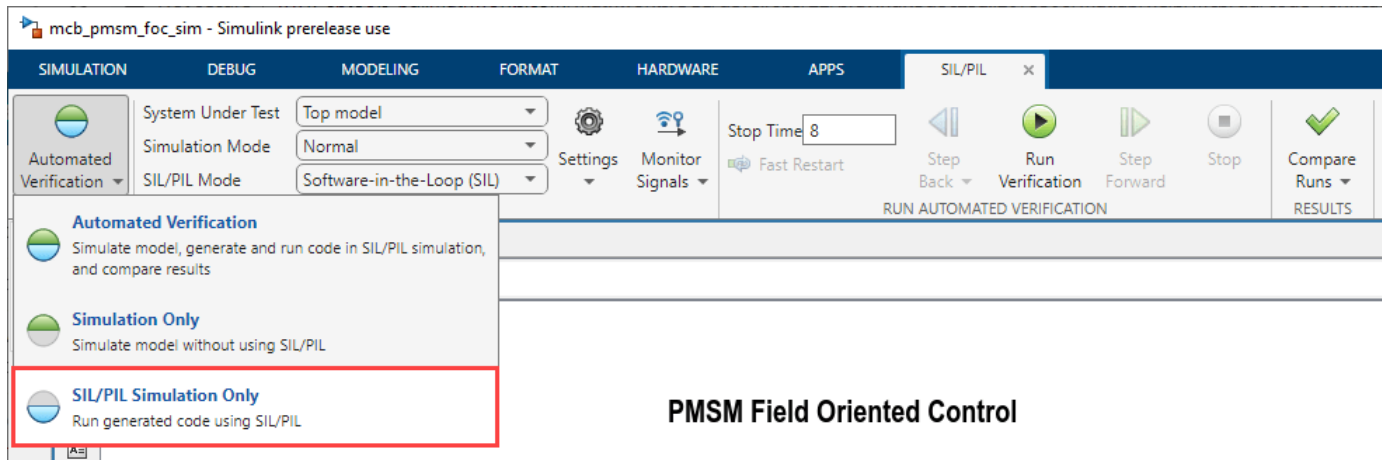 mcb_pmsm_foc_sim - Simulink prerelease use
SIMULATION DEBUG MODELING FORMAT HARDWARE APPS SIL/PIL
Automated Verification
System Under Test Top model
Simulation Mode Normal
SIL/PIL Mode Software-in-the-Loop (SIL)
Settings
Monitor Signals
Stop Time 8
Fast Restart
Step Back
Run Verification
Step Forward
Stop
Compare Runs
RUN AUTOMATED VERIFICATION
RESULTS
Automated Verification
Simulate model, generate and run code in SIL/PIL simulation,
and compare results
Simulation Only
Simulate model without using SIL/PIL
SIL/PIL Simulation Only
Run generated code using SIL/PIL
PMSM Field Oriented Control